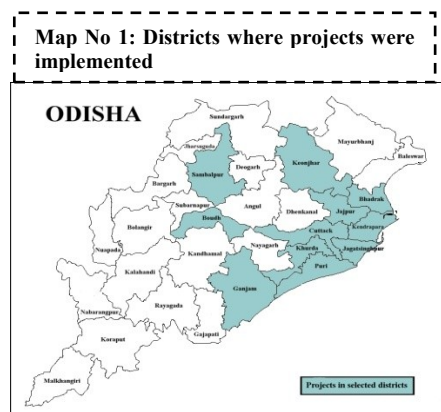 Map No 1: Districts where projects were
implemented
ODISHA
Sundargarh
Jharsuguda
Sambalpur
Deogarh
Keonjhar
Mayurbhanj
Baleswar
Bargarh
Subarnapur
Boudh
Angul
Dhenkanal
Jajpur
Bhadrak
Kendrapara
Cuttack
Jagatsinghpur
Bolangir
Nuapada
Kandhamal
Nayagarh
Khurda
Puri
Kalahandi
Ganjam
Nabarangpur
Rayagada
Gajapati
Koraput
Malkangiri
Projects in selected districts